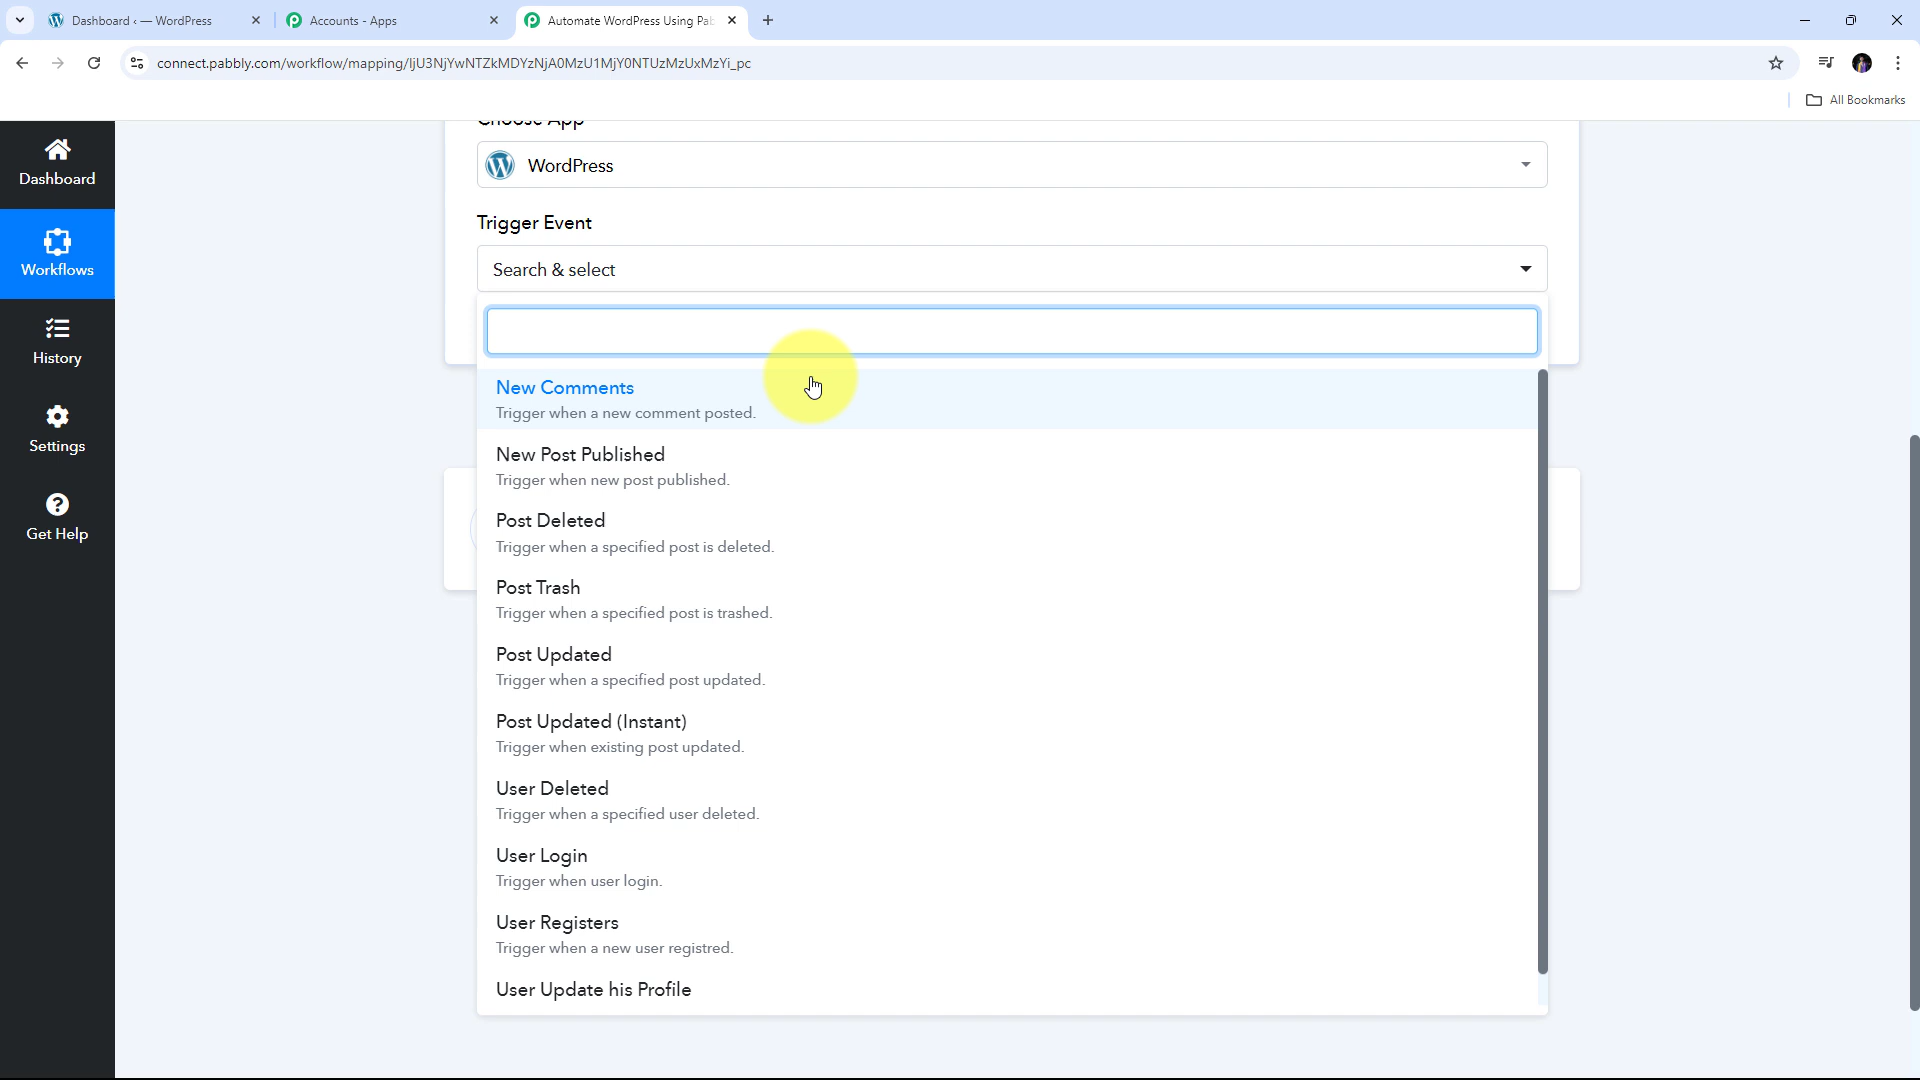 Dashboard ‹ — WordPress
Accounts - Apps
Automate WordPress Using Pab
connect.pabbly.com/workflow/mapping/IjU3NjYwNTZkMDYzNjA0MzU1MjY0NTUzMzUxMzYi_pc
All Bookmarks
Choose App
Dashboard
WordPress
Trigger Event
Workflows
Search & select
History
New Comments
Trigger when a new comment posted.
Settings
New Post Published
Trigger when new post published.
Get Help
Post Deleted
Trigger when a specified post is deleted.
Post Trash
Trigger when a specified post is trashed.
Post Updated
Trigger when a specified post updated.
Post Updated (Instant)
Trigger when existing post updated.
User Deleted
Trigger when a specified user deleted.
User Login
Trigger when user login.
User Registers
Trigger when a new user registred.
User Update his Profile